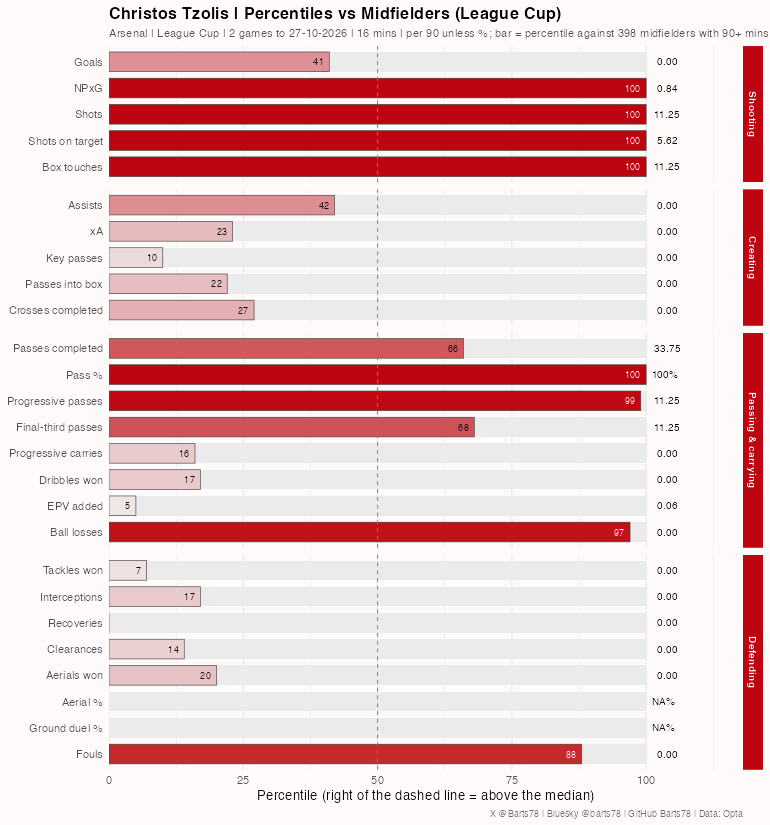 Christos Tzolis | Percentiles vs Midfielders (League Cup)
Arsenal | League Cup | 2 games to 27-10-2026 | 16 mins | per 90 unless %; bar = percentile against 398 midfielders with 90+ mins
Goals 41 0.00
NPxG 100 0.84
Shots 100 11.25
Shots on target 100 5.62
Box touches 100 11.25
Shooting
Assists 42 0.00
xA 23 0.00
Key passes 10 0.00
Passes into box 22 0.00
Crosses completed 27 0.00
Creating
Passes completed 66 33.75
Pass % 100 100%
Progressive passes 99 11.25
Final-third passes 68 11.25
Progressive carries 16 0.00
Dribbles won 17 0.00
EPV added 5 0.06
Ball losses 97 0.00
Passing & carrying
Tackles won 7 0.00
Interceptions 17 0.00
Recoveries 0.00
Clearances 14 0.00
Aerials won 20 0.00
Aerial % NA%
Ground duel % NA%
Fouls 88 0.00
Defending
0 25 50 75 100
Percentile (right of the dashed line = above the median)
X @Barts78 | Bluesky @barts78 | GitHub Barts78 | Data: Opta